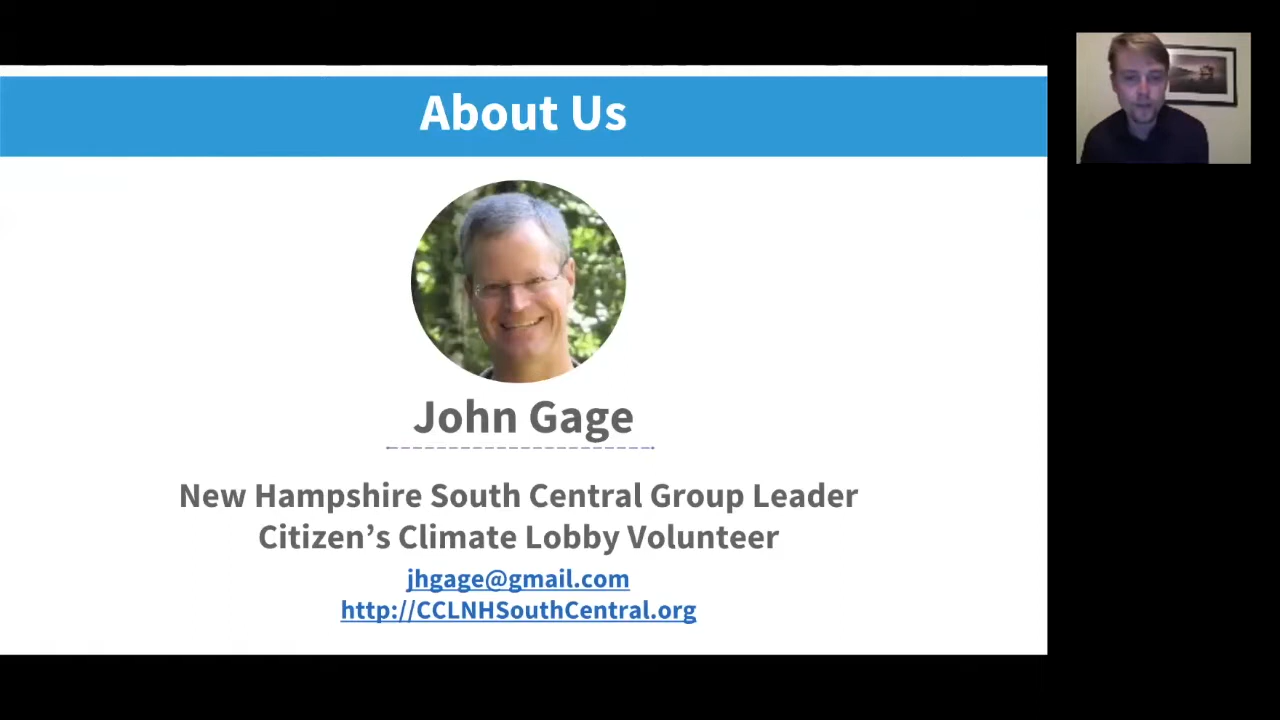 About Us
John Gage
New Hampshire South Central Group Leader
Citizen’s Climate Lobby Volunteer
jhgage@gmail.com
http://CCLNHSouthCentral.org